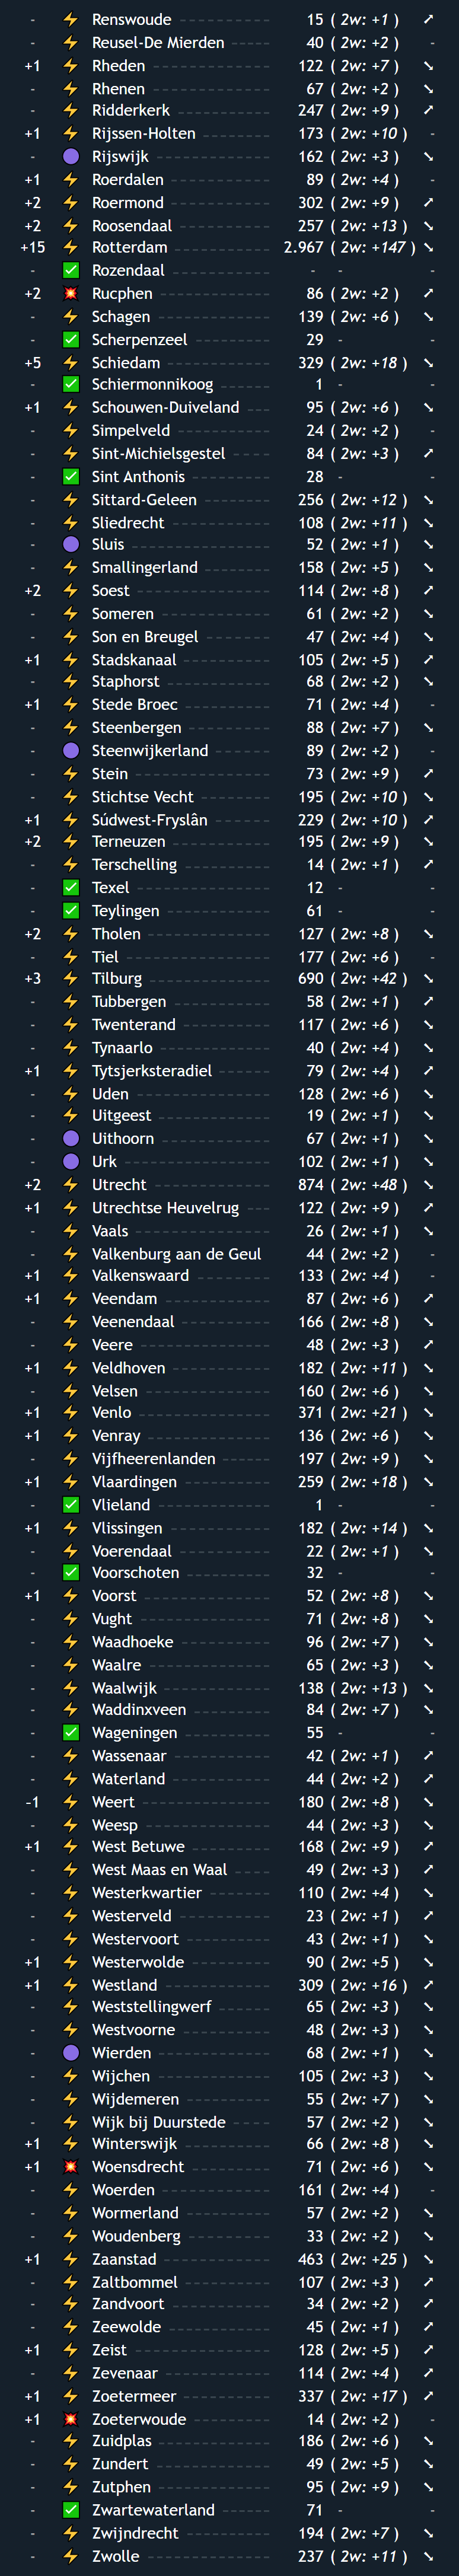 - ⚡ Renswoude 15 ( 2w: +1 ) ➚
- ⚡ Reusel-De Mierden 40 ( 2w: +2 ) -
+1 ⚡ Rheden 122 ( 2w: +7 ) ➘
- ⚡ Rhenen 67 ( 2w: +2 ) ➘
- ⚡ Ridderkerk 247 ( 2w: +9 ) ➚
+1 ⚡ Rijssen-Holten 173 ( 2w: +10 ) -
- 🟣 Rijswijk 162 ( 2w: +3 ) ➘
+1 ⚡ Roerdalen 89 ( 2w: +4 ) -
+2 ⚡ Roermond 302 ( 2w: +9 ) ➚
+2 ⚡ Roosendaal 257 ( 2w: +13 ) ➘
+15 ⚡ Rotterdam 2.967 ( 2w: +147 ) ➘
- ✅ Rozendaal - - -
+2 💥 Rucphen 86 ( 2w: +2 ) ➚
- ⚡ Schagen 139 ( 2w: +6 ) ➘
- ✅ Scherpenzeel 29 - -
+5 ⚡ Schiedam 329 ( 2w: +18 ) ➘
- ✅ Schiermonnikoog 1 - -
+1 ⚡ Schouwen-Duiveland 95 ( 2w: +6 ) ➘
- ⚡ Simpelveld 24 ( 2w: +2 ) -
- ⚡ Sint-Michielsgestel 84 ( 2w: +3 ) ➚
- ✅ Sint Anthonis 28 - -
- ⚡ Sittard-Geleen 256 ( 2w: +12 ) ➘
- ⚡ Sliedrecht 108 ( 2w: +11 ) ➘
- 🟣 Sluis 52 ( 2w: +1 ) ➘
- ⚡ Smallingerland 158 ( 2w: +5 ) ➘
+2 ⚡ Soest 114 ( 2w: +8 ) ➚
- ⚡ Someren 61 ( 2w: +2 ) ➘
- ⚡ Son en Breugel 47 ( 2w: +4 ) ➘
+1 ⚡ Stadskanaal 105 ( 2w: +5 ) ➚
- ⚡ Staphorst 68 ( 2w: +2 ) ➘
+1 ⚡ Stede Broec 71 ( 2w: +4 ) -
- ⚡ Steenbergen 88 ( 2w: +7 ) ➘
- 🟣 Steenwijkerland 89 ( 2w: +2 ) -
- ⚡ Stein 73 ( 2w: +9 ) ➚
- ⚡ Stichtse Vecht 195 ( 2w: +10 ) ➘
+1 ⚡ Súdwest-Fryslân 229 ( 2w: +10 ) ➚
+2 ⚡ Terneuzen 195 ( 2w: +9 ) ➘
- ⚡ Terschelling 14 ( 2w: +1 ) ➚
- ✅ Texel 12 - -
- ✅ Teylingen 61 - -
+2 ⚡ Tholen 127 ( 2w: +8 ) ➘
- ⚡ Tiel 177 ( 2w: +6 ) -
+3 ⚡ Tilburg 690 ( 2w: +42 ) ➘
- ⚡ Tubbergen 58 ( 2w: +1 ) ➚
- ⚡ Twenterand 117 ( 2w: +6 ) ➘
- ⚡ Tynaarlo 40 ( 2w: +4 ) ➘
+1 ⚡ Tytsjerksteradiel 79 ( 2w: +4 ) ➚
- ⚡ Uden 128 ( 2w: +6 ) ➘
- ⚡ Uitgeest 19 ( 2w: +1 ) ➘
- 🟣 Uithoorn 67 ( 2w: +1 ) ➘
- 🟣 Urk 102 ( 2w: +1 ) ➘
+2 ⚡ Utrecht 874 ( 2w: +48 ) ➘
+1 ⚡ Utrechtse Heuvelrug 122 ( 2w: +9 ) ➚
- ⚡ Vaals 26 ( 2w: +1 ) ➘
- ⚡ Valkenburg aan de Geul 44 ( 2w: +2 ) -
+1 ⚡ Valkenswaard 133 ( 2w: +4 ) -
+1 ⚡ Veendam 87 ( 2w: +6 ) ➚
- ⚡ Veenendaal 166 ( 2w: +8 ) ➘
- ⚡ Veere 48 ( 2w: +3 ) ➚
+1 ⚡ Veldhoven 182 ( 2w: +11 ) ➘
- ⚡ Velsen 160 ( 2w: +6 ) ➘
+1 ⚡ Venlo 371 ( 2w: +21 ) ➘
+1 ⚡ Venray 136 ( 2w: +6 ) ➘
- ⚡ Vijfheerenlanden 197 ( 2w: +9 ) ➘
+1 ⚡ Vlaardingen 259 ( 2w: +18 ) ➘
- ✅ Vlieland 1 - -
+1 ⚡ Vlissingen 182 ( 2w: +14 ) ➘
- ⚡ Voerendaal 22 ( 2w: +1 ) ➘
- ✅ Voorschoten 32 - -
+1 ⚡ Voorst 52 ( 2w: +8 ) ➘
- ⚡ Vught 71 ( 2w: +8 ) ➘
- ⚡ Waadhoeke 96 ( 2w: +7 ) ➘
- ⚡ Waalre 65 ( 2w: +3 ) ➘
- ⚡ Waalwijk 138 ( 2w: +13 ) ➘
- ⚡ Waddinxveen 84 ( 2w: +7 ) ➘
- ✅ Wageningen 55 - -
- ⚡ Wassenaar 42 ( 2w: +1 ) ➚
- ⚡ Waterland 44 ( 2w: +2 ) ➚
-1 ⚡ Weert 180 ( 2w: +8 ) ➘
- ⚡ Weesp 44 ( 2w: +3 ) ➘
+1 ⚡ West Betuwe 168 ( 2w: +9 ) ➚
- ⚡ West Maas en Waal 49 ( 2w: +3 ) ➚
- ⚡ Westerkwartier 110 ( 2w: +4 ) ➘
- ⚡ Westerveld 23 ( 2w: +1 ) ➚
- ⚡ Westervoort 43 ( 2w: +1 ) ➘
+1 ⚡ Westerwolde 90 ( 2w: +5 ) ➘
+1 ⚡ Westland 309 ( 2w: +16 ) ➚
- ⚡ Weststellingwerf 65 ( 2w: +3 ) ➘
- ⚡ Westvoorne 48 ( 2w: +3 ) ➘
- 🟣 Wierden 68 ( 2w: +1 ) ➘
- ⚡ Wijchen 105 ( 2w: +3 ) ➘
- ⚡ Wijdemeren 55 ( 2w: +7 ) ➘
- ⚡ Wijk bij Duurstede 57 ( 2w: +2 ) ➘
+1 ⚡ Winterswijk 66 ( 2w: +8 ) ➘
+1 💥 Woensdrecht 71 ( 2w: +6 ) ➘
- ⚡ Woerden 161 ( 2w: +4 ) -
- ⚡ Wormerland 57 ( 2w: +2 ) ➘
- ⚡ Woudenberg 33 ( 2w: +2 ) ➘
+1 ⚡ Zaanstad 463 ( 2w: +25 ) ➘
- ⚡ Zaltbommel 107 ( 2w: +3 ) ➚
- ⚡ Zandvoort 34 ( 2w: +2 ) ➚
- ⚡ Zeewolde 45 ( 2w: +1 ) ➚
+1 ⚡ Zeist 128 ( 2w: +5 ) ➚
- ⚡ Zevenaar 114 ( 2w: +4 ) ➚
+1 ⚡ Zoetermeer 337 ( 2w: +17 ) ➚
+1 💥 Zoeterwoude 14 ( 2w: +2 ) -
- ⚡ Zuidplas 186 ( 2w: +6 ) ➘
- ⚡ Zundert 49 ( 2w: +5 ) ➘
- ⚡ Zutphen 95 ( 2w: +9 ) ➘
- ✅ Zwartewaterland 71 - -
- ⚡ Zwijndrecht 194 ( 2w: +7 ) ➘
- ⚡ Zwolle 237 ( 2w: +11 ) ➘